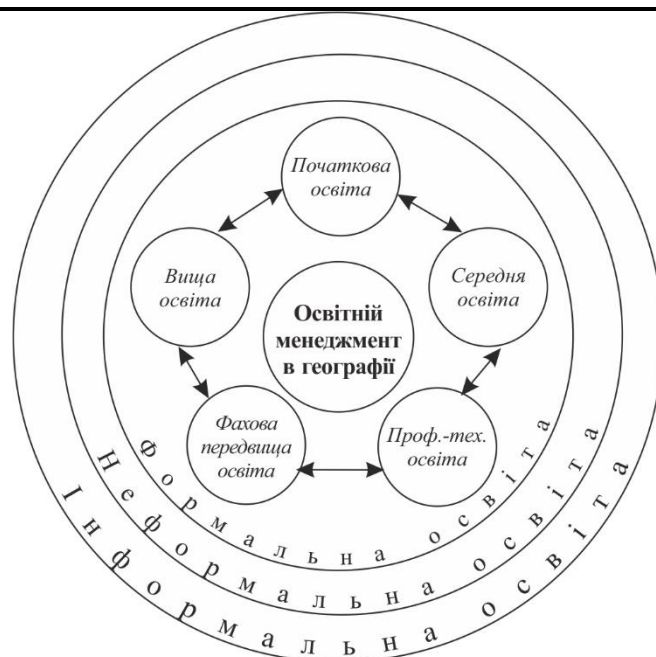 Початкова
освіта
Вища
освіта
Середня
освіта
Освітній
менеджмент
в географії
Фахова
передвища
освіта
Проф.-тех.
освіта
Формальна освіта
Неформальна освіта
Інформальна освіта